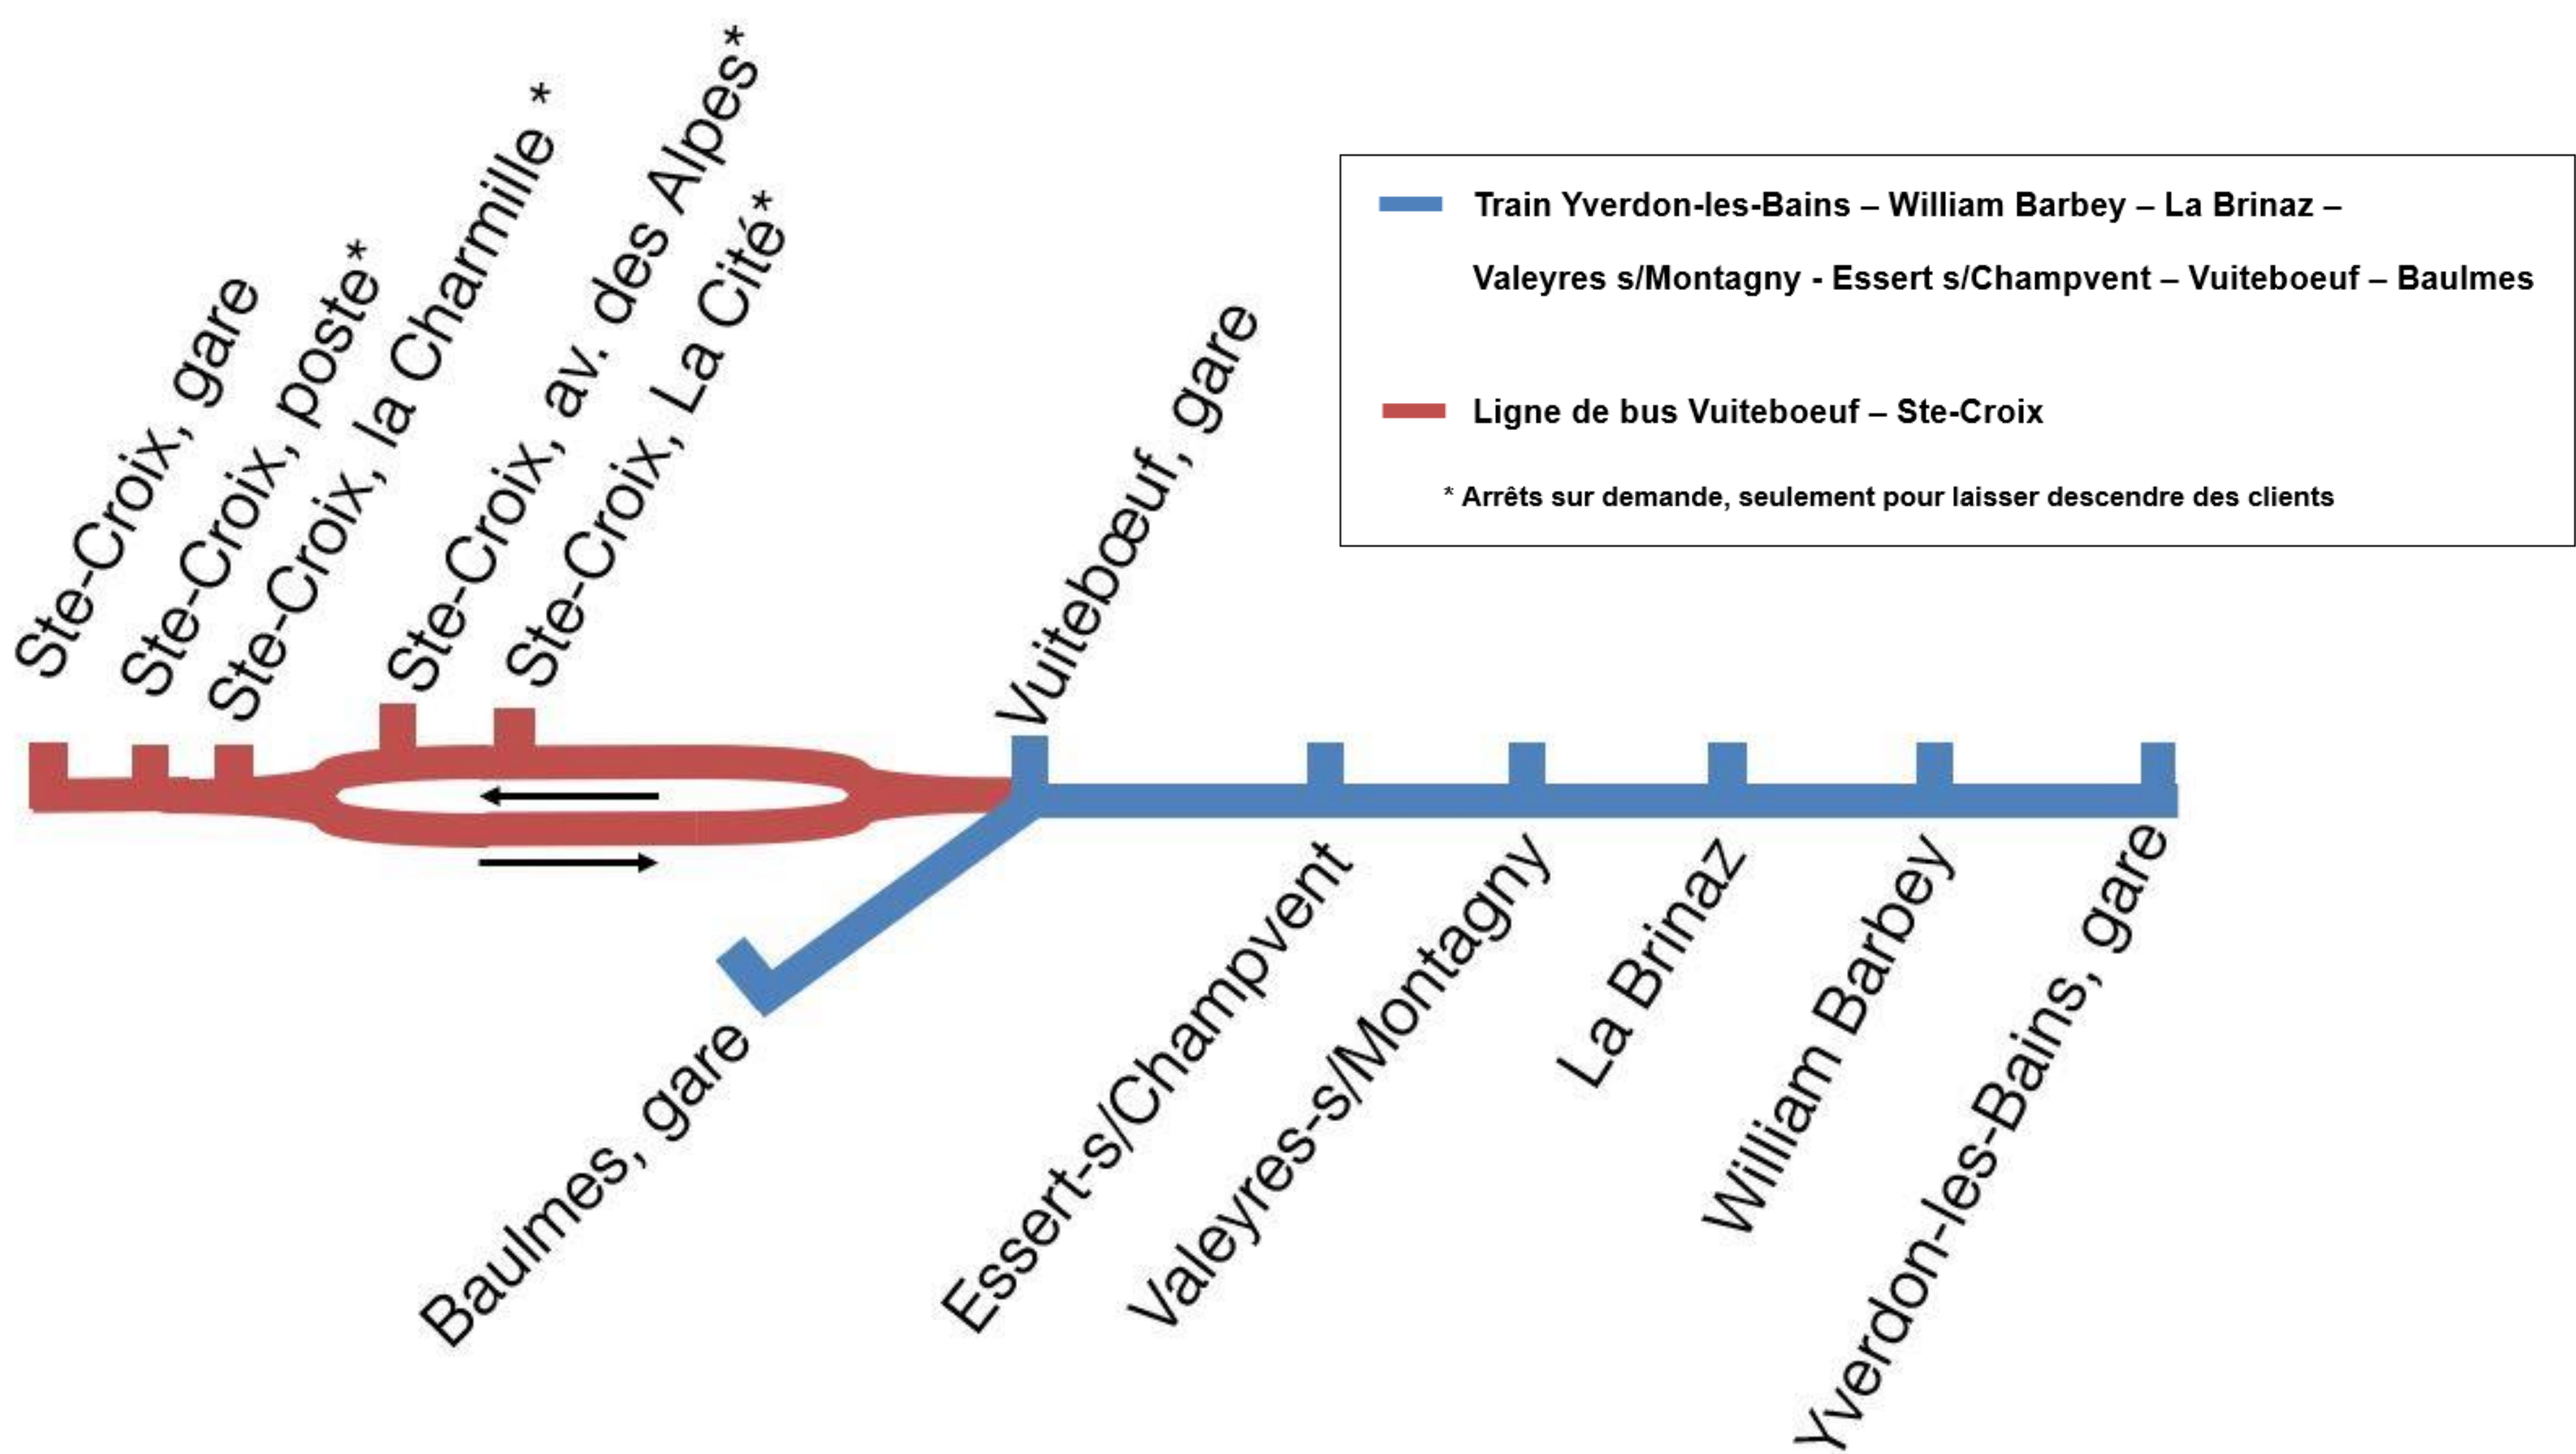 Ste-Croix, gare
Ste-Croix, poste*
Ste-Croix, la Charmille *
Ste-Croix, av. des Alpes*
Ste-Croix, La Cité*
Vuitebœuf, gare
Train Yverdon-les-Bains – William Barbey – La Brinaz –
Valeyres s/Montagny - Essert s/Champvent – Vuiteboeuf – Baulmes
Ligne de bus Vuiteboeuf – Ste-Croix
* Arrêts sur demande, seulement pour laisser descendre des clients
Baulmes, gare
Essert-s/Champvent
Valeyres-s/Montagny
La Brinaz
William Barbey
Yverdon-les-Bains, gare